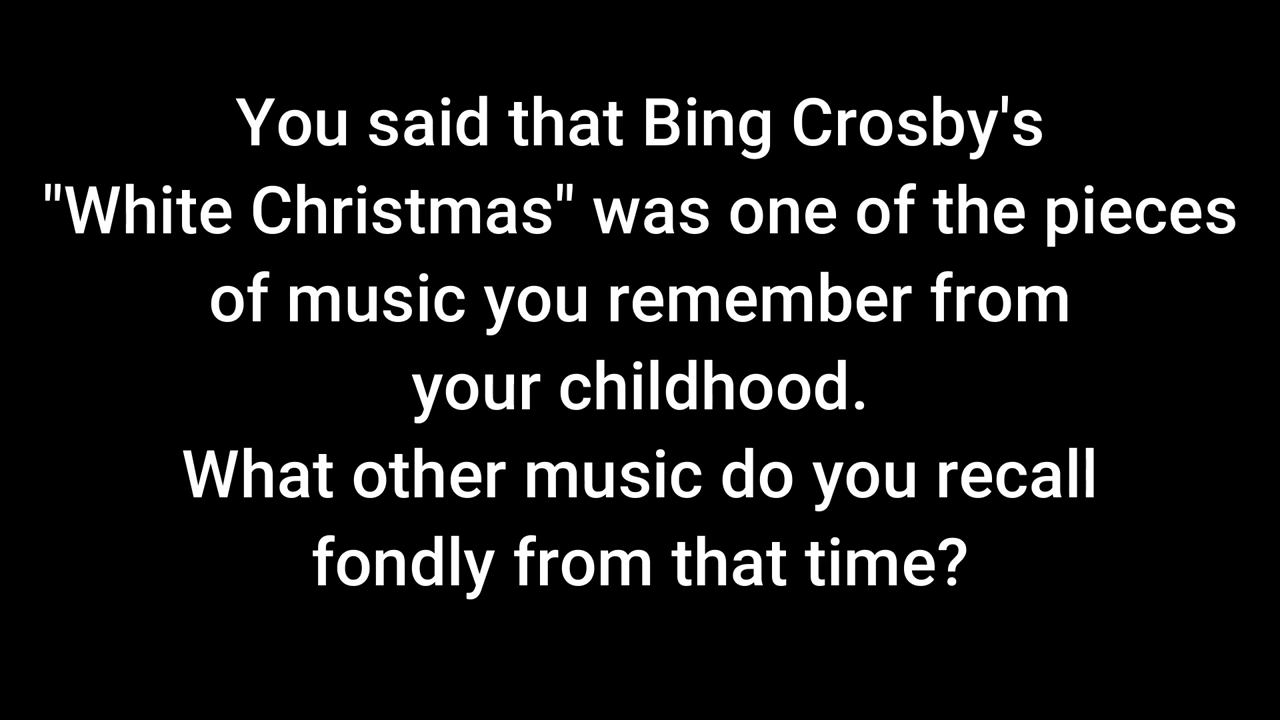 You said that Bing Crosby's
"White Christmas" was one of the pieces
of music you remember from
your childhood.
What other music do you recall
fondly from that time?